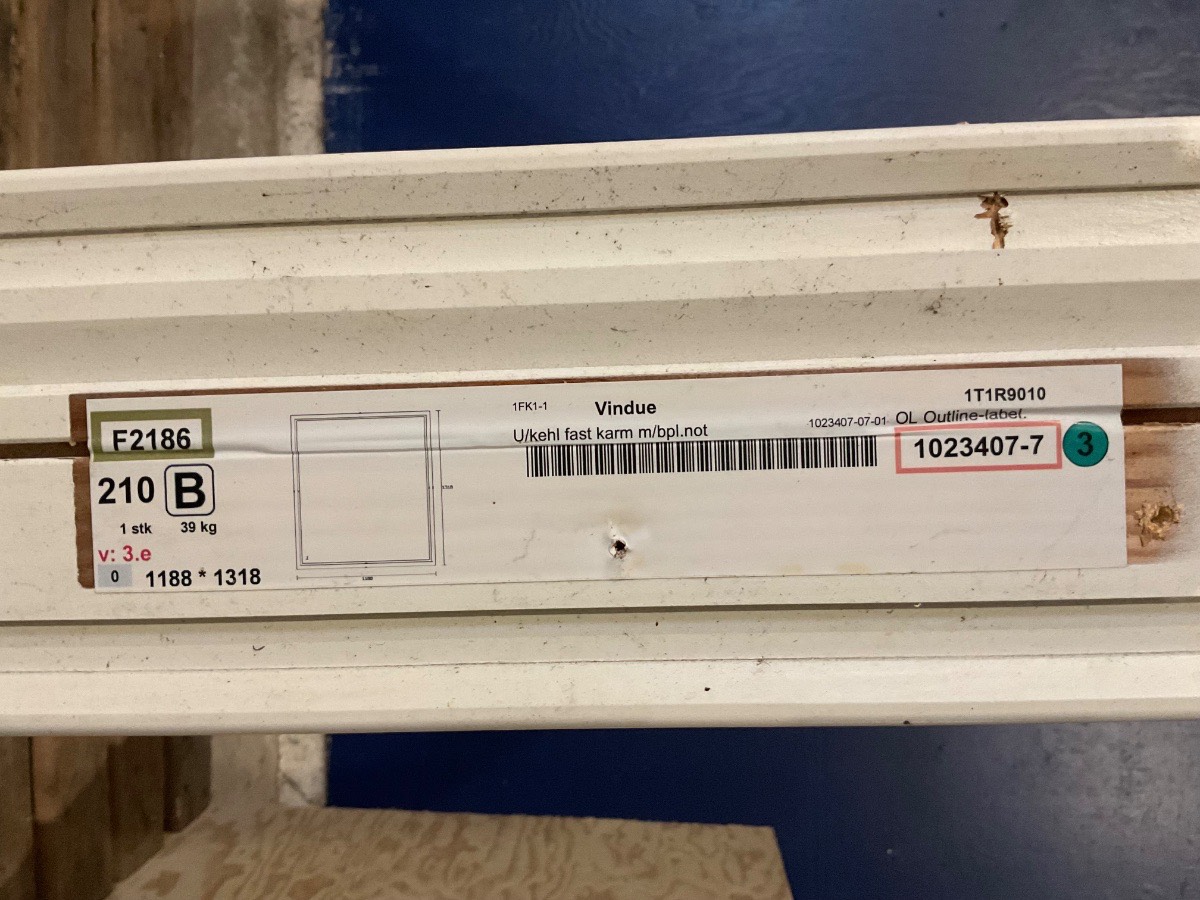 F2186
210 B
1 stk 39 kg
v: 3.e
0 1188 * 1318
1FK1-1 Vindue
U/kehl fast karm m/bpl.not
1T1R9010
1023407-07-01 OL Outline-label.
1023407-7 3